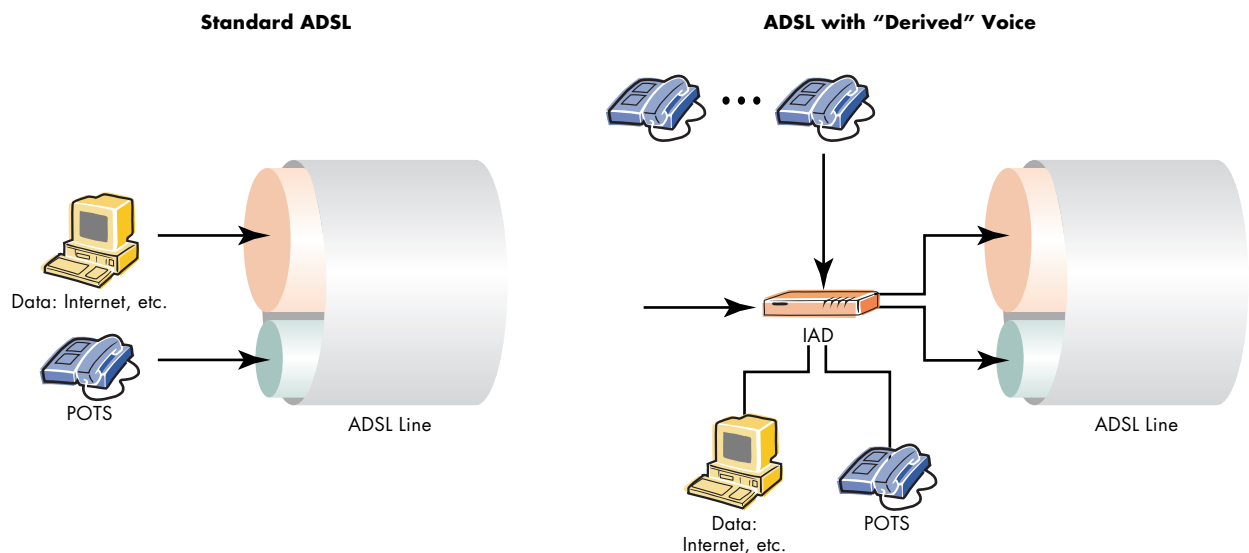 Standard ADSL
Data: Internet, etc.
POTS
ADSL Line
ADSL with “Derived” Voice
IAD
Data:
Internet, etc.
POTS
ADSL Line